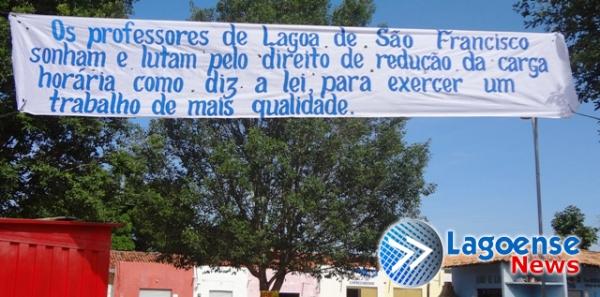 Os professores de Lagoa de São Francisco
sonham e lutam pelo direito de redução da carga
horária como diz a lei, para exercer um
trabalho de mais qualidade.
Lagoense
News